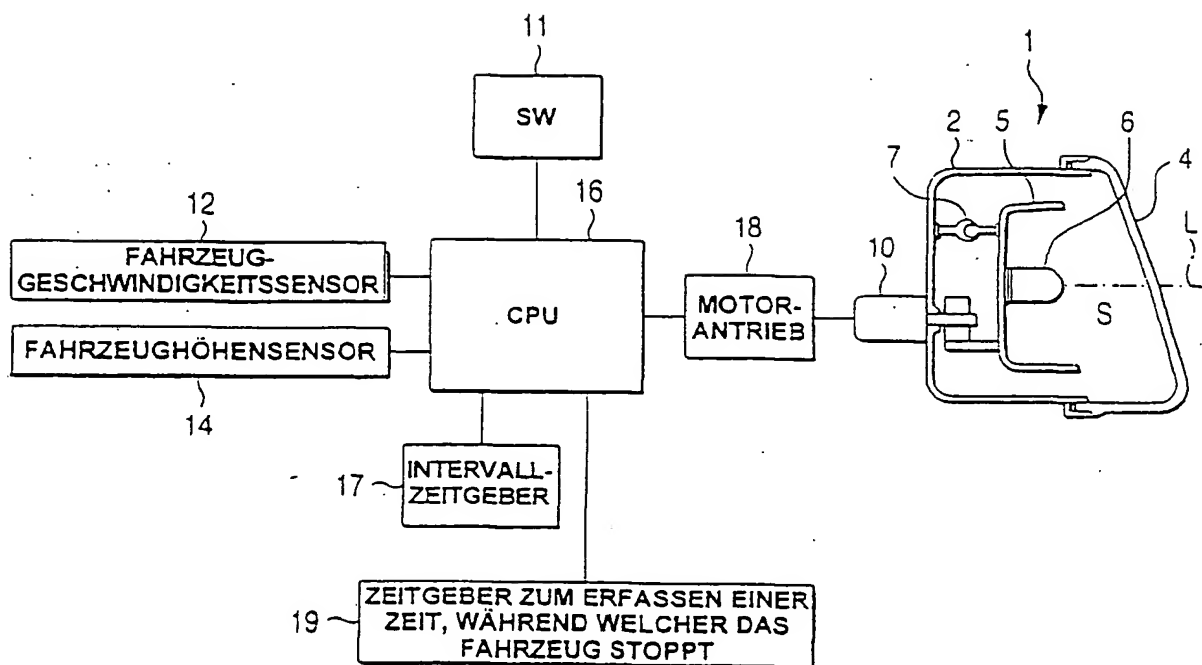 11
SW
1
2
5
6
4
7
L
12
FAHRZEUG-
GESCHWINDIGKEITSSENSOR
16
CPU
18
MOTOR-
ANTRIEB
10
S
FAHRZEUGHÖHENSENSOR
14
17
INTERVALL-
ZEITGEBER
19
ZEITGEBER ZUM ERFASSEN EINER
ZEIT, WÄHREND WELCHER DAS
FAHRZEUG STOPPT